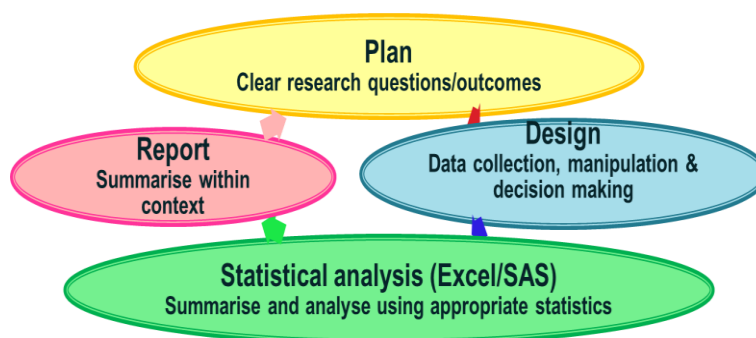 Plan
Clear research questions/outcomes
Report
Summarise within
context
Design
Data collection, manipulation &
decision making
Statistical analysis (Excel/SAS)
Summarise and analyse using appropriate statistics